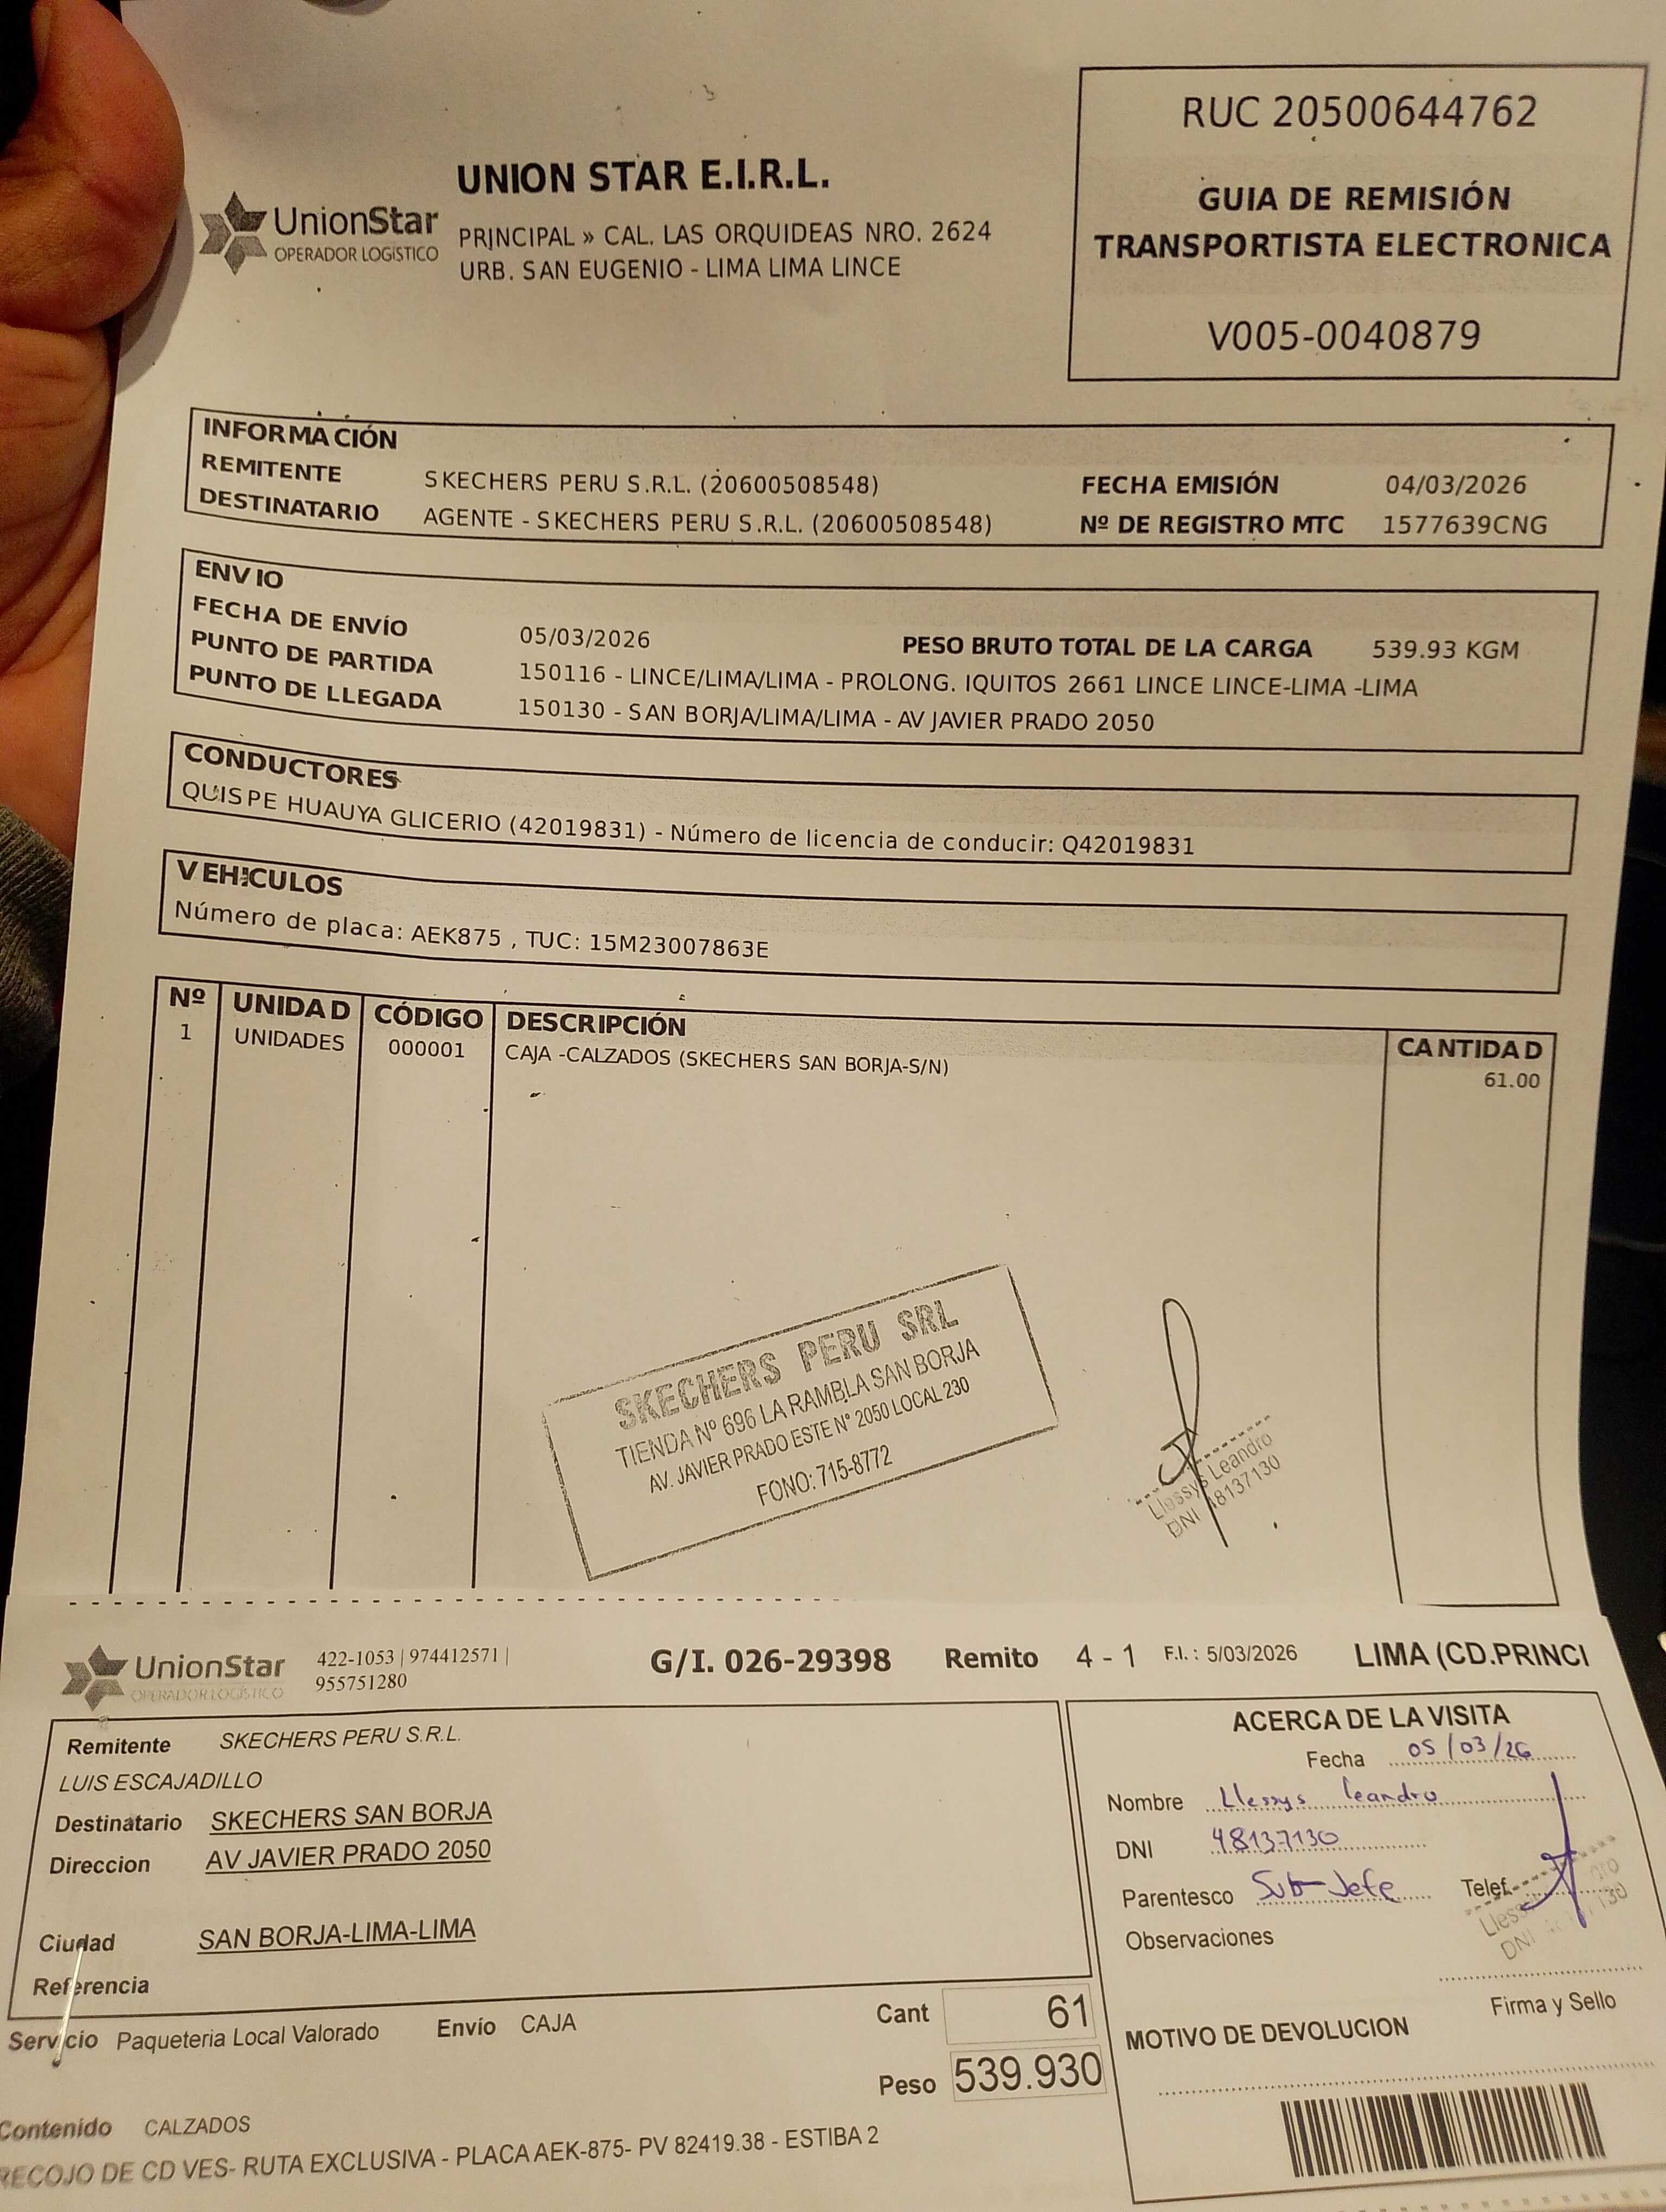 RUC 20500644762
GUIA DE REMISIÓN
TRANSPORTISTA ELECTRONICA
V005-0040879
UnionStar
OPERADOR LOGÍSTICO
UNION STAR E.I.R.L.
PRINCIPAL » CAL. LAS ORQUIDEAS NRO. 2624
URB. SAN EUGENIO - LIMA LIMA LINCE
INFORMACIÓN
REMITENTE SKECHERS PERU S.R.L. (20600508548) FECHA EMISIÓN 04/03/2026
DESTINATARIO AGENTE - SKECHERS PERU S.R.L. (20600508548) Nº DE REGISTRO MTC 1577639CNG
ENVIO
FECHA DE ENVÍO 05/03/2026 PESO BRUTO TOTAL DE LA CARGA 539.93 KGM
PUNTO DE PARTIDA 150116 - LINCE/LIMA/LIMA - PROLONG. IQUITOS 2661 LINCE LINCE-LIMA -LIMA
PUNTO DE LLEGADA 150130 - SAN BORJA/LIMA/LIMA - AV JAVIER PRADO 2050
CONDUCTORES
QUISPE HUAUYA GLICERIO (42019831) - Número de licencia de conducir: Q42019831
VEHICULOS
Número de placa: AEK875 , TUC: 15M23007863E
Nº UNIDAD CÓDIGO DESCRIPCIÓN CANTIDAD
1 UNIDADES 000001 CAJA -CALZADOS (SKECHERS SAN BORJA-S/N) 61.00
SKECHERS PERU SRL
TIENDA Nº 696 LA RAMBLA SAN BORJA
AV. JAVIER PRADO ESTE N° 2050 LOCAL 230
FONO: 715-8772
Llessys Leandro
DNI 48137130
UnionStar
OPERADOR LOGÍSTICO
422-1053 | 974412571 |
955751280
G/I. 026-29398 Remito 4 - 1 F.I. : 5/03/2026 LIMA (CD.PRINCI
Remitente SKECHERS PERU S.R.L.
LUIS ESCAJADILLO
Destinatario SKECHERS SAN BORJA
Direccion AV JAVIER PRADO 2050
Ciudad SAN BORJA-LIMA-LIMA
Referencia
Servicio Paqueteria Local Valorado Envío CAJA
Cant 61
Peso 539.930
Contenido CALZADOS
RECOJO DE CD VES- RUTA EXCLUSIVA - PLACA AEK-875- PV 82419.38 - ESTIBA 2
ACERCA DE LA VISITA
Fecha 05/03/26
Nombre Llessys leandro
DNI 48137130
Parentesco Sub-Jefe Telef.
Observaciones
Firma y Sello
MOTIVO DE DEVOLUCION